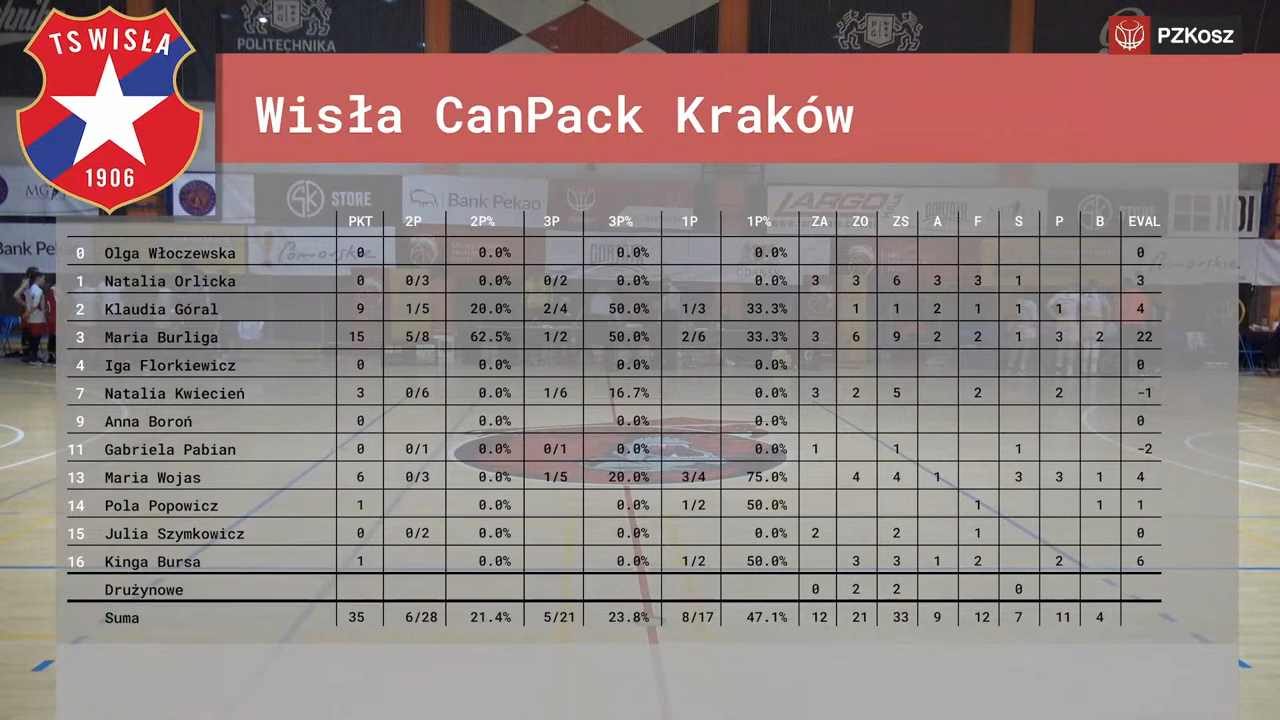 TS WISŁA
1906
POLITECHNIKA
PZKosz
Wisła CanPack Kraków
STORE
Bank Pekao
LARGO
NDI
Bank Pe
PKT 2P 2P% 3P 3P% 1P 1P% ZA ZO ZS A F S P B EVAL
0 Olga Włoczewska 0 0.0% 0.0% 0.0% 0
1 Natalia Orlicka 0 0/3 0.0% 0/2 0.0% 0.0% 3 3 6 3 3 1 3
2 Klaudia Góral 9 1/5 20.0% 2/4 50.0% 1/3 33.3% 1 1 2 1 1 1 4
3 Maria Burliga 15 5/8 62.5% 1/2 50.0% 2/6 33.3% 3 6 9 2 2 1 3 2 22
4 Iga Florkiewicz 0 0.0% 0.0% 0.0% 0
7 Natalia Kwiecień 3 0/6 0.0% 1/6 16.7% 0.0% 3 2 5 2 2 -1
9 Anna Boroń 0 0.0% 0.0% 0.0% 0
11 Gabriela Pabian 0 0/1 0.0% 0/1 0.0% 0.0% 1 1 1 -2
13 Maria Wojas 6 0/3 0.0% 1/5 20.0% 3/4 75.0% 4 4 1 3 3 1 4
14 Pola Popowicz 1 0.0% 0.0% 1/2 50.0% 1 1 1
15 Julia Szymkowicz 0 0/2 0.0% 0.0% 0.0% 2 2 1 0
16 Kinga Bursa 1 0.0% 0.0% 1/2 50.0% 3 3 1 2 2 6
Drużynowe 0 2 2 0
Suma 35 6/28 21.4% 5/21 23.8% 8/17 47.1% 12 21 33 9 12 7 11 4